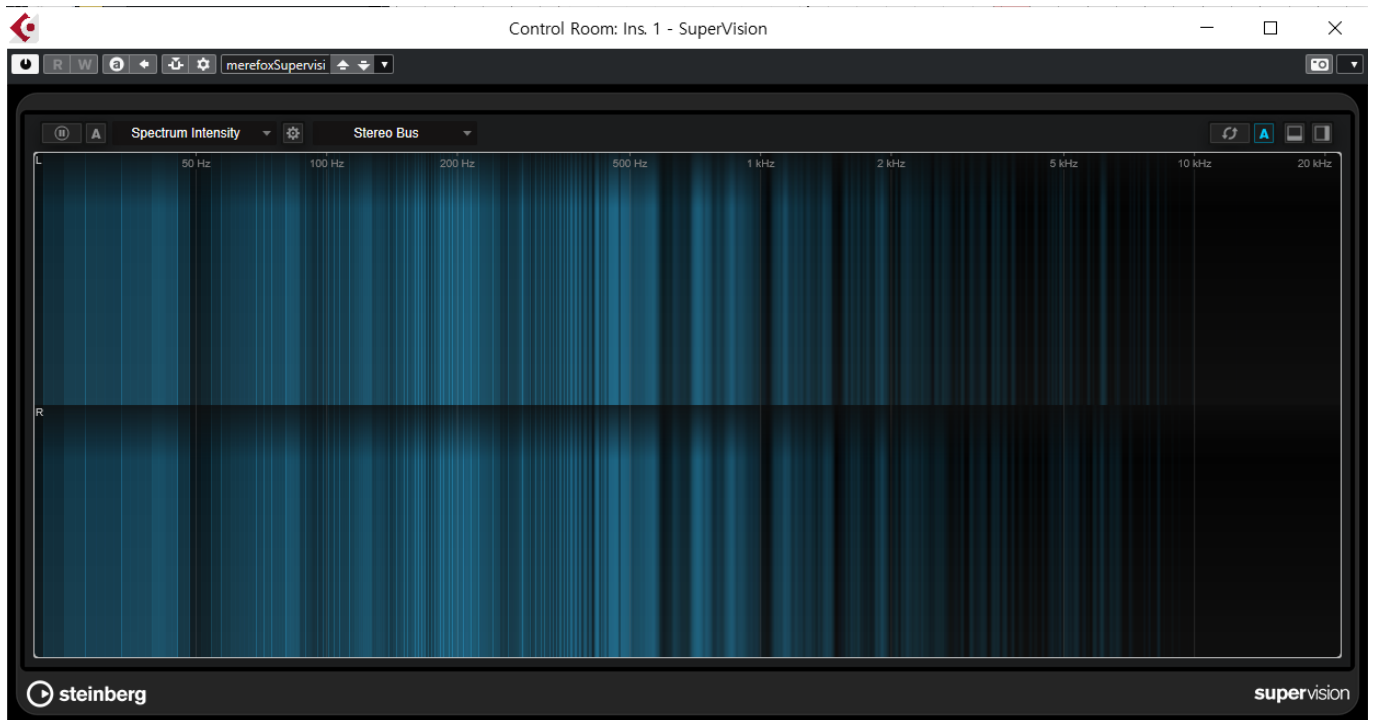 Control Room: Ins. 1 - SuperVision
R W a merefoxSupervisi
A Spectrum Intensity Stereo Bus A
L 50 Hz 100 Hz 200 Hz 500 Hz 1 kHz 2 kHz 5 kHz 10 kHz 20 kHz
R
steinberg supervision